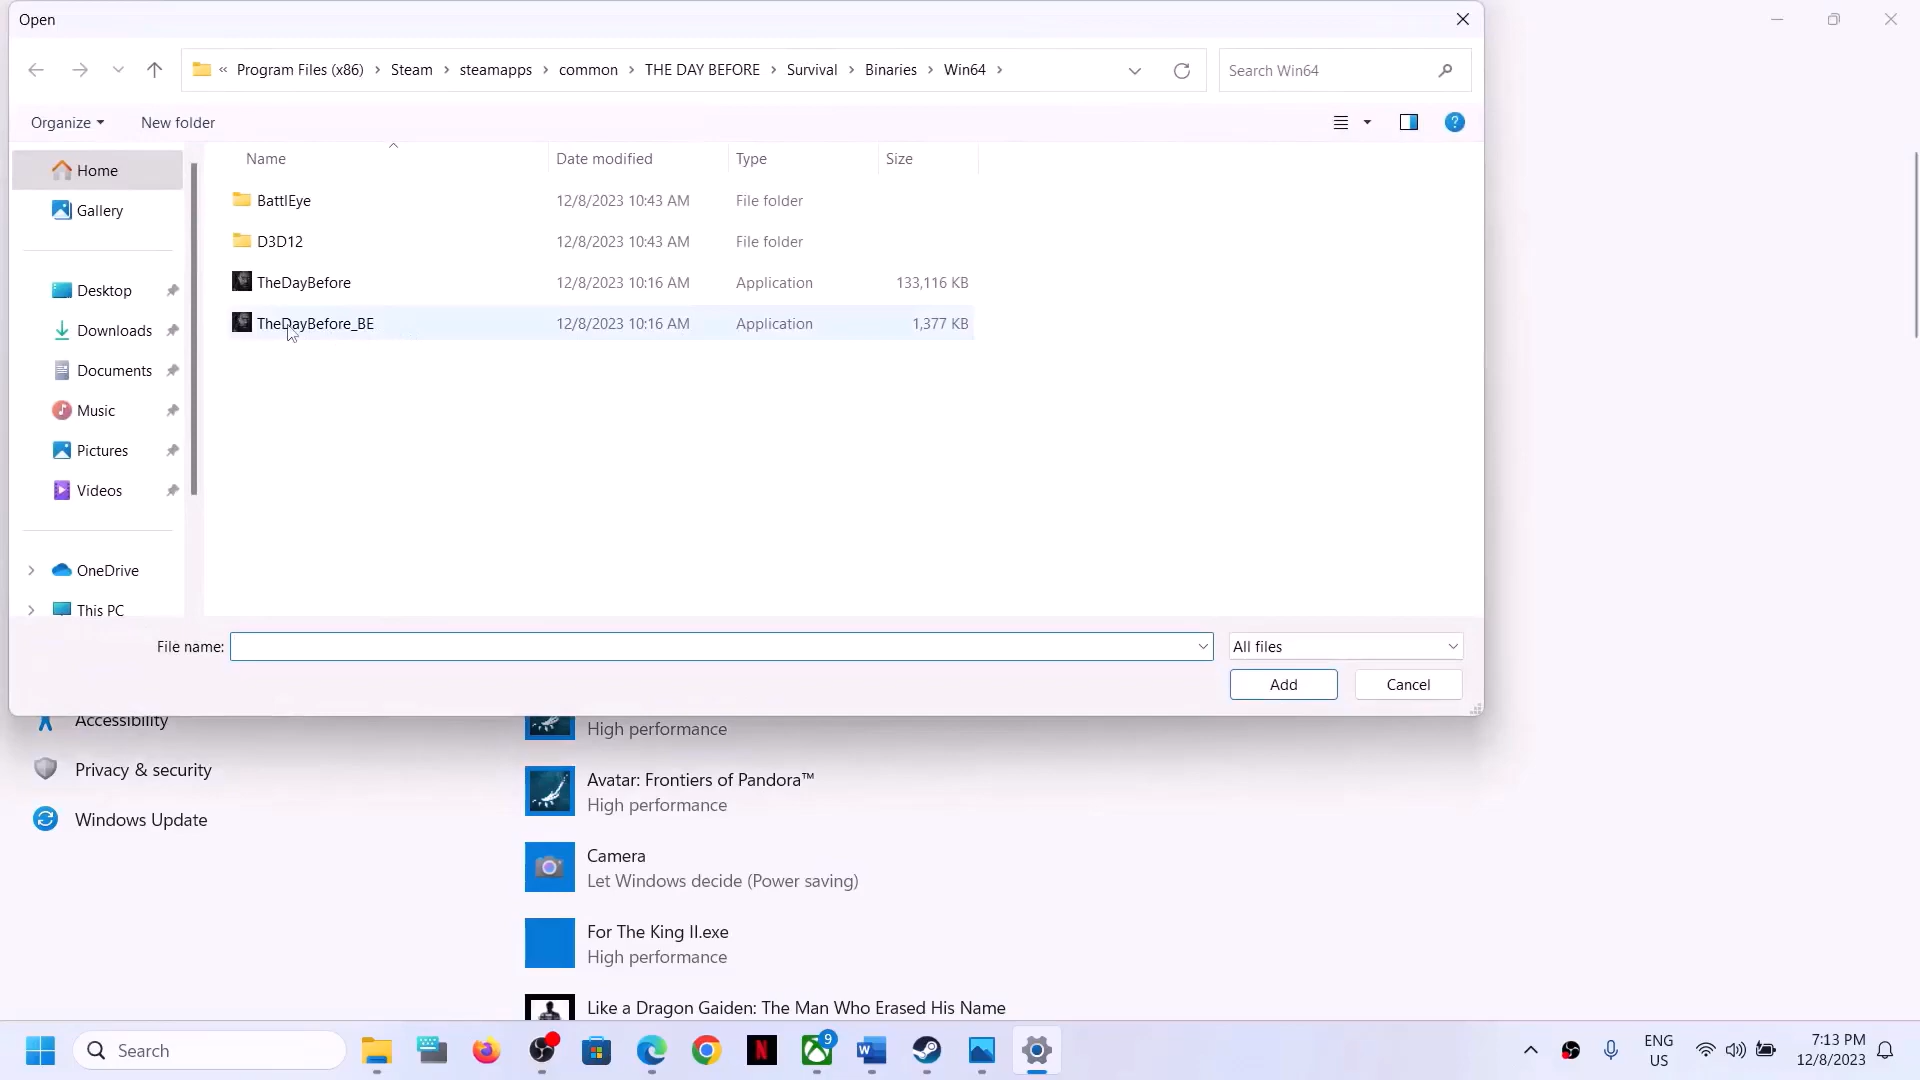 Open
« Program Files (x86) › Steam › steamapps › common › THE DAY BEFORE › Survival › Binaries › Win64 ›
Search Win64
Organize
New folder
Name
Date modified
Type
Size
Home
Gallery
Desktop
Downloads
Documents
Music
Pictures
Videos
OneDrive
This PC
BattlEye 12/8/2023 10:43 AM File folder
D3D12 12/8/2023 10:43 AM File folder
TheDayBefore 12/8/2023 10:16 AM Application 133,116 KB
TheDayBefore_BE 12/8/2023 10:16 AM Application 1,377 KB
File name:
All files
Add
Cancel
Accessibility
Privacy & security
Windows Update
High performance
Avatar: Frontiers of Pandora™
High performance
Camera
Let Windows decide (Power saving)
For The King II.exe
High performance
Like a Dragon Gaiden: The Man Who Erased His Name
Search
9
ENG
US
7:13 PM
12/8/2023